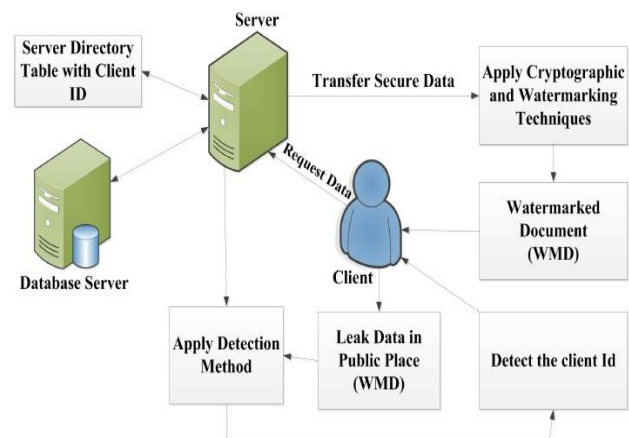 Server
Server Directory
Table with Client
ID
Transfer Secure Data
Apply Cryptographic
and Watermarking
Techniques
Request Data
Database Server
Client
Watermarked
Document
(WMD)
Apply Detection
Method
Leak Data in
Public Place
(WMD)
Detect the client Id